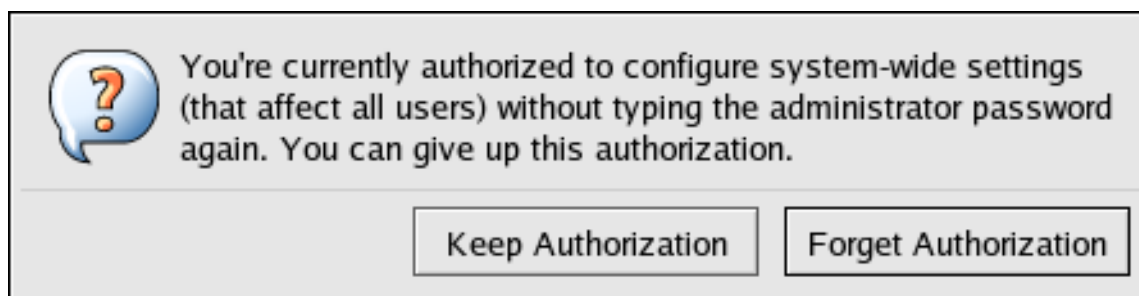 You're currently authorized to configure system-wide settings
(that affect all users) without typing the administrator password
again. You can give up this authorization.
Keep Authorization
Forget Authorization